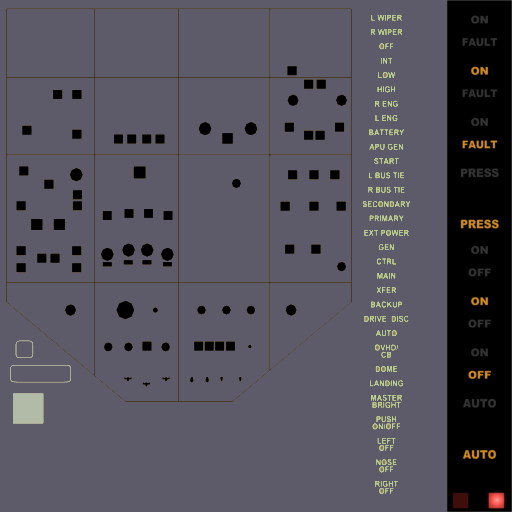 L WIPER
R WIPER
OFF
INT
LOW
HIGH
R ENG
L ENG
BATTERY
APU GEN
START
L BUS TIE
R BUS TIE
SECONDARY
PRIMARY
EXT POWER
GEN
CTRL
MAIN
XFER
BACKUP
DRIVE DISC
AUTO
OVHD/
CB
DOME
LANDING
MASTER
BRIGHT
PUSH
ON/OFF
LEFT
OFF
NOSE
OFF
RIGHT
OFF
ON
FAULT
ON
FAULT
ON
FAULT
PRESS
PRESS
ON
OFF
ON
OFF
ON
OFF
AUTO
AUTO